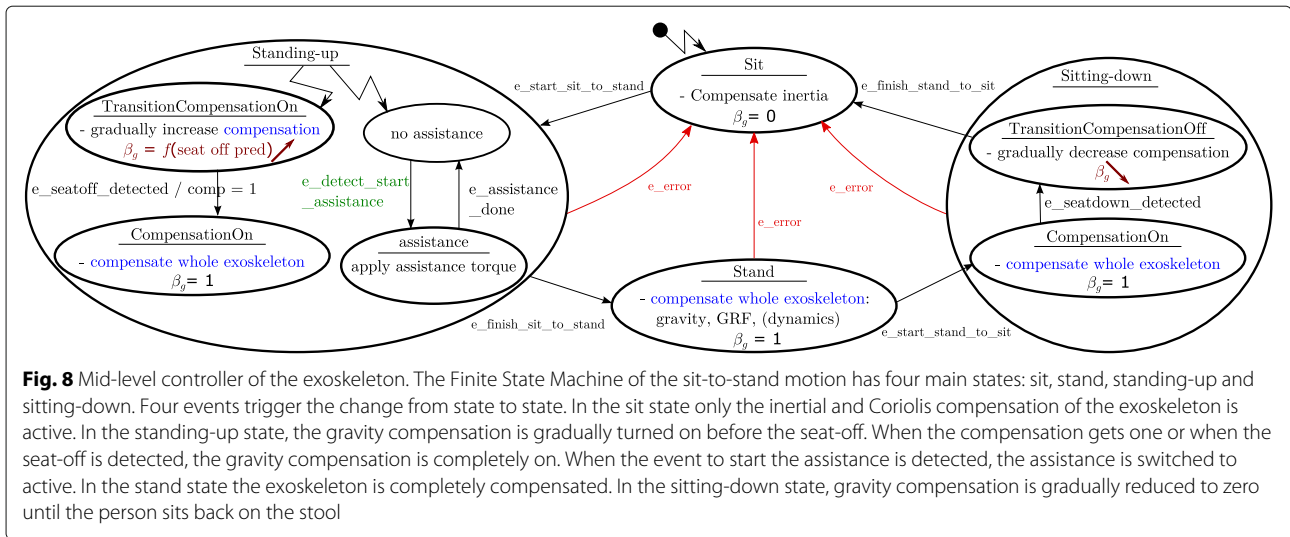 Standing-up
TransitionCompensationOn
- gradually increase compensation
β_g = f(seat off pred)
e_seatoff_detected / comp = 1
CompensationOn
- compensate whole exoskeleton
β_g = 1
no assistance
e_detect_start
_assistance
e_assistance
_done
assistance
apply assistance torque
e_start_sit_to_stand
Sit
- Compensate inertia
β_g = 0
e_finish_stand_to_sit
e_error
e_error
e_error
e_finish_sit_to_stand
Stand
- compensate whole exoskeleton:
gravity, GRF, (dynamics)
β_g = 1
e_start_stand_to_sit
Sitting-down
TransitionCompensationOff
- gradually decrease compensation
β_g
e_seatdown_detected
CompensationOn
- compensate whole exoskeleton
β_g = 1
Fig. 8 Mid-level controller of the exoskeleton. The Finite State Machine of the sit-to-stand motion has four main states: sit, stand, standing-up and
sitting-down. Four events trigger the change from state to state. In the sit state only the inertial and Coriolis compensation of the exoskeleton is
active. In the standing-up state, the gravity compensation is gradually turned on before the seat-off. When the compensation gets one or when the
seat-off is detected, the gravity compensation is completely on. When the event to start the assistance is detected, the assistance is switched to
active. In the stand state the exoskeleton is completely compensated. In the sitting-down state, gravity compensation is gradually reduced to zero
until the person sits back on the stool